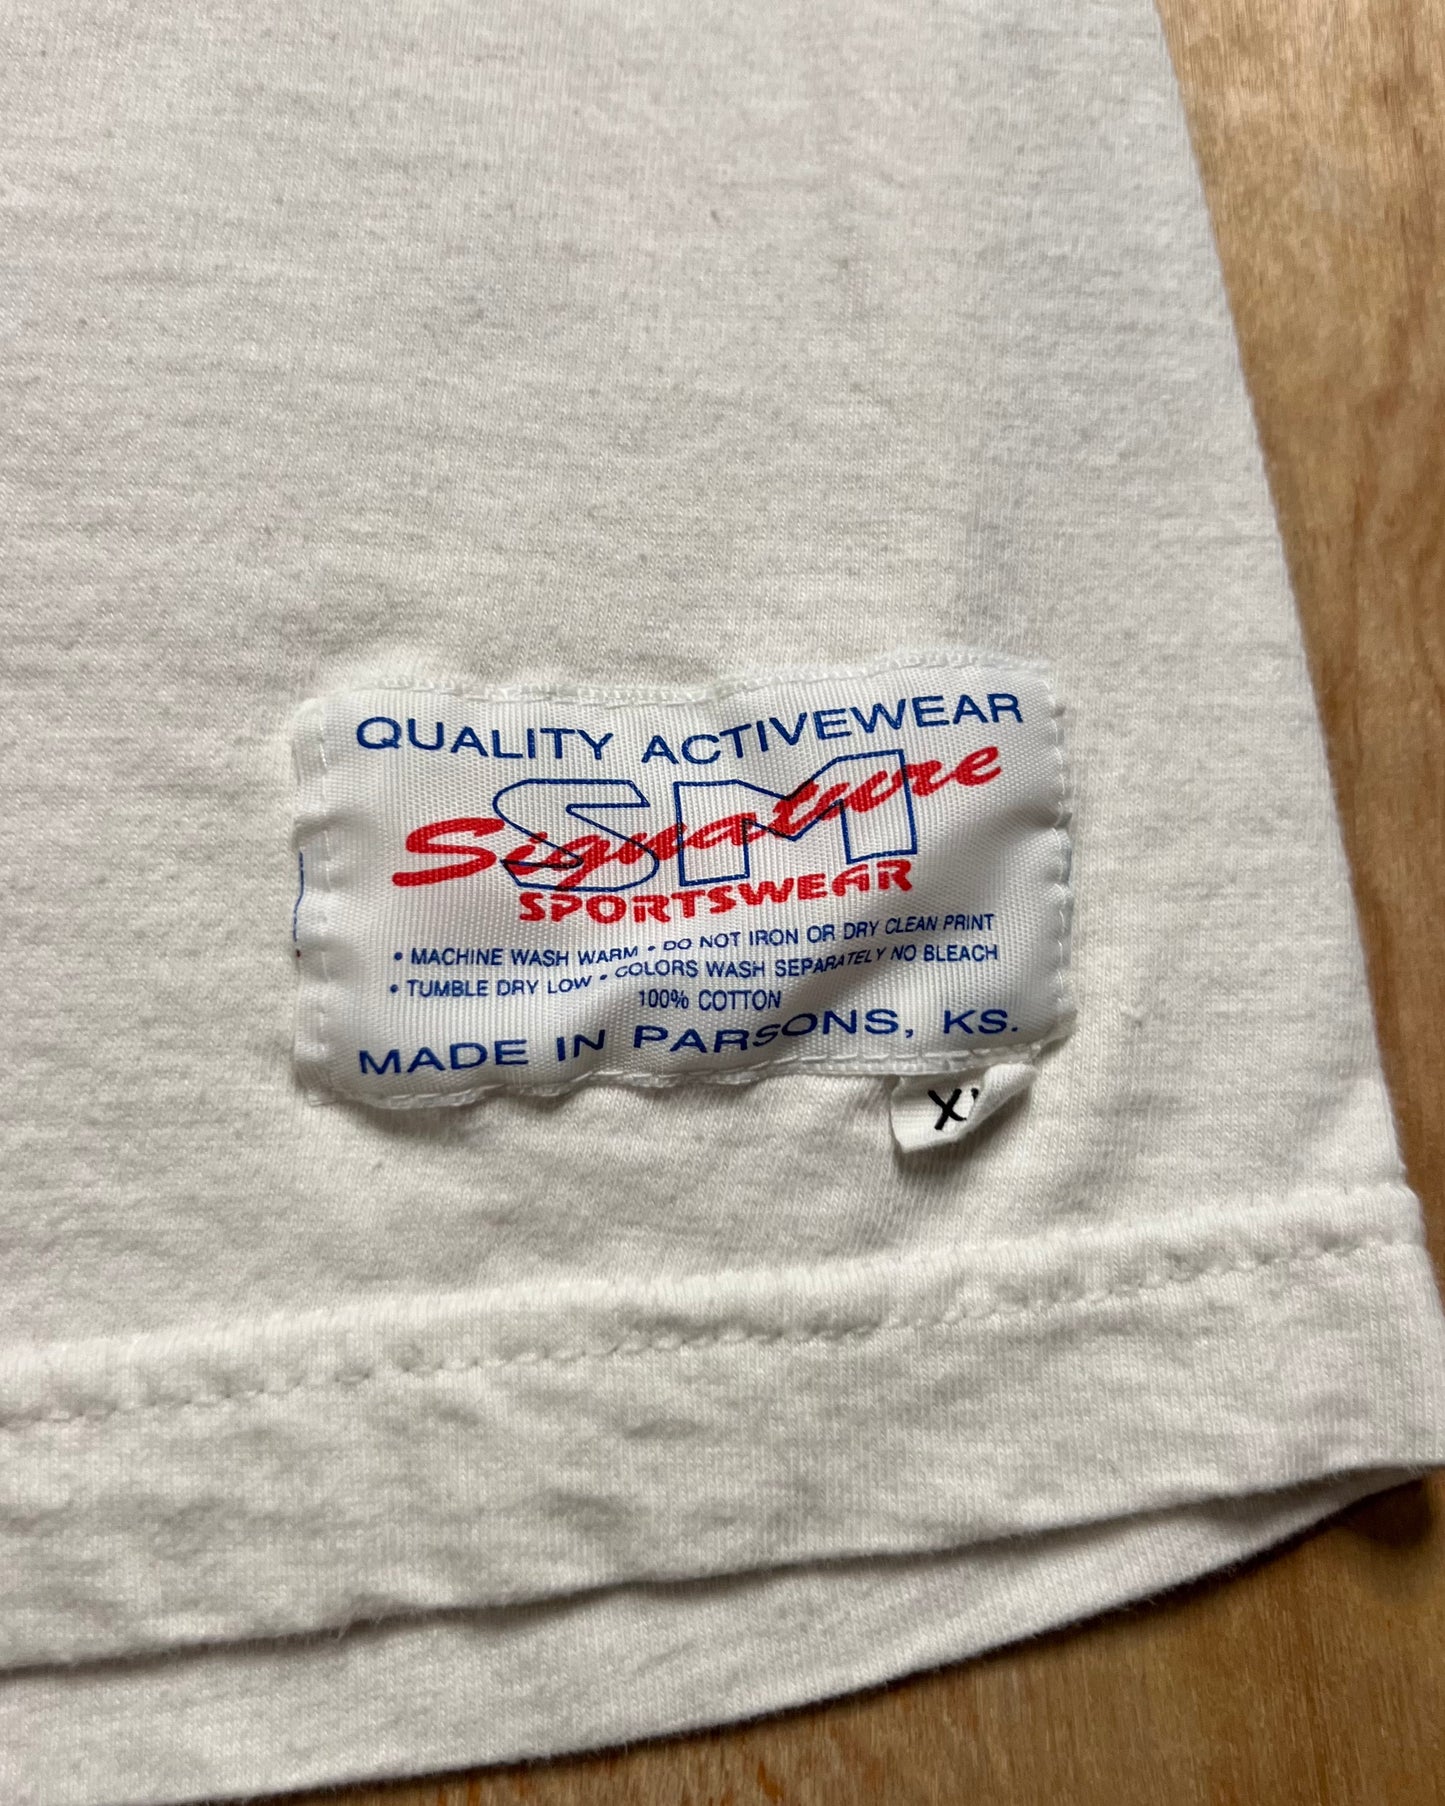 QUALITY ACTIVEWEAR
SM
Signature
SPORTSWEAR
• MACHINE WASH WARM • DO NOT IRON OR DRY CLEAN PRINT
• TUMBLE DRY LOW • COLORS WASH SEPARATELY NO BLEACH
100% COTTON
MADE IN PARSONS, KS.